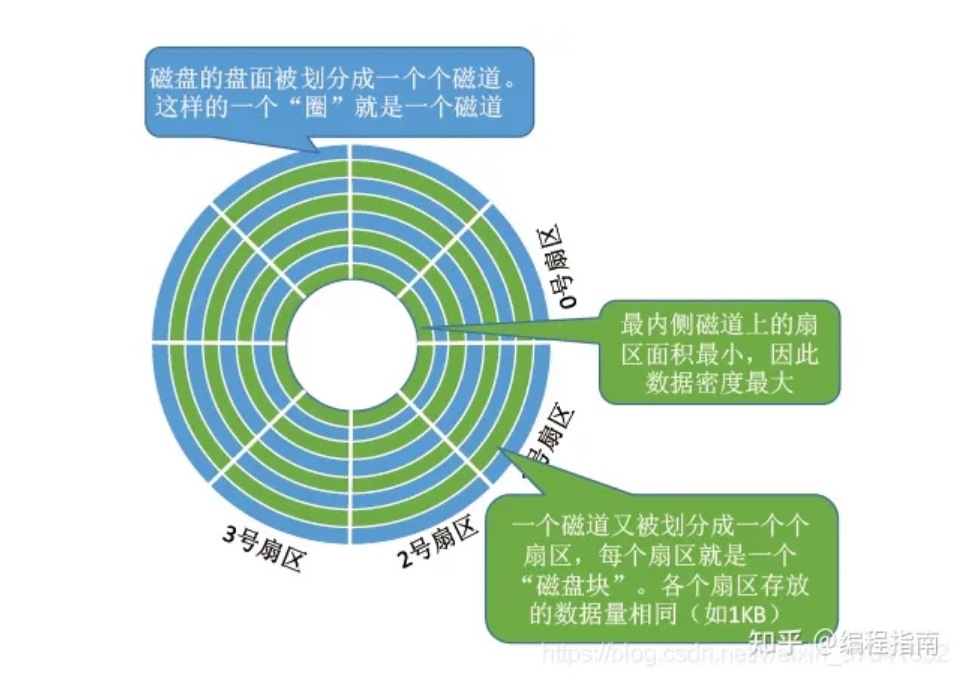 磁盘的盘面被划分成一个个磁道。
这样的一个“圈”就是一个磁道
0号扇区
最内侧磁道上的扇
区面积最小，因此
数据密度最大
号扇区
2号扇区
3号扇区
一个磁道又被划分成一个个
扇区，每个扇区就是一个
“磁盘块”。各个扇区存放
的数据量相同（如1KB）
知乎 @编程指南
https://blog.csdn.net/